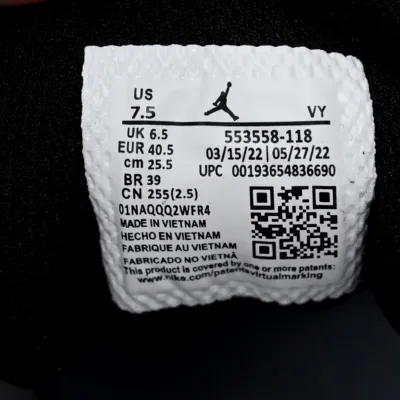 US
7.5 VY
UK 6.5 553558-118
EUR 40.5 03/15/22 | 05/27/22
cm 25.5 UPC 00193654836690
BR 39
CN 255(2.5)
01NAQQQ2WFR4
MADE IN VIETNAM
HECHO EN VIETNAM
FABRIQUE AU VIETNAM
FABRICADO NO VIETNÃ
This product is covered by one or more patents:
www.nike.com/patentsvirtualmarking